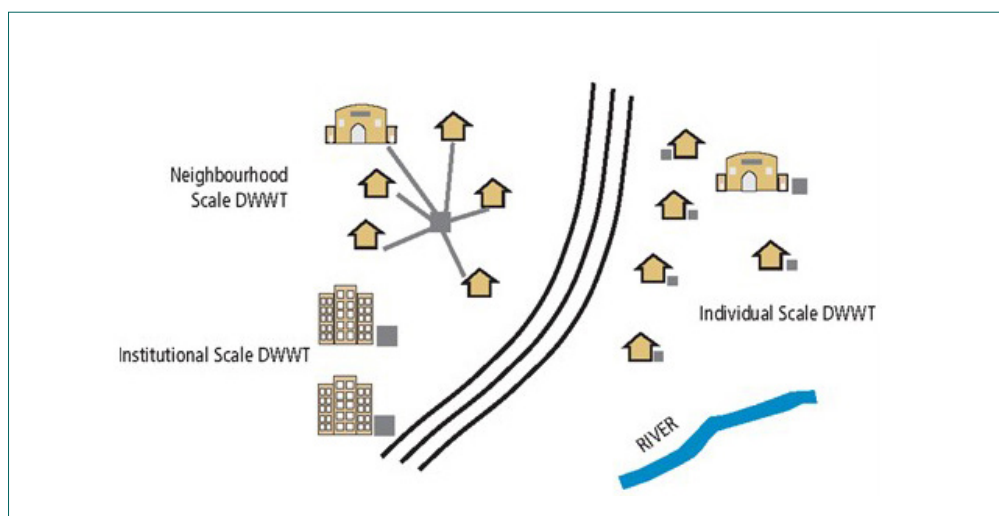 Neighbourhood
Scale DWWT
Institutional Scale DWWT
Individual Scale DWWT
RIVER